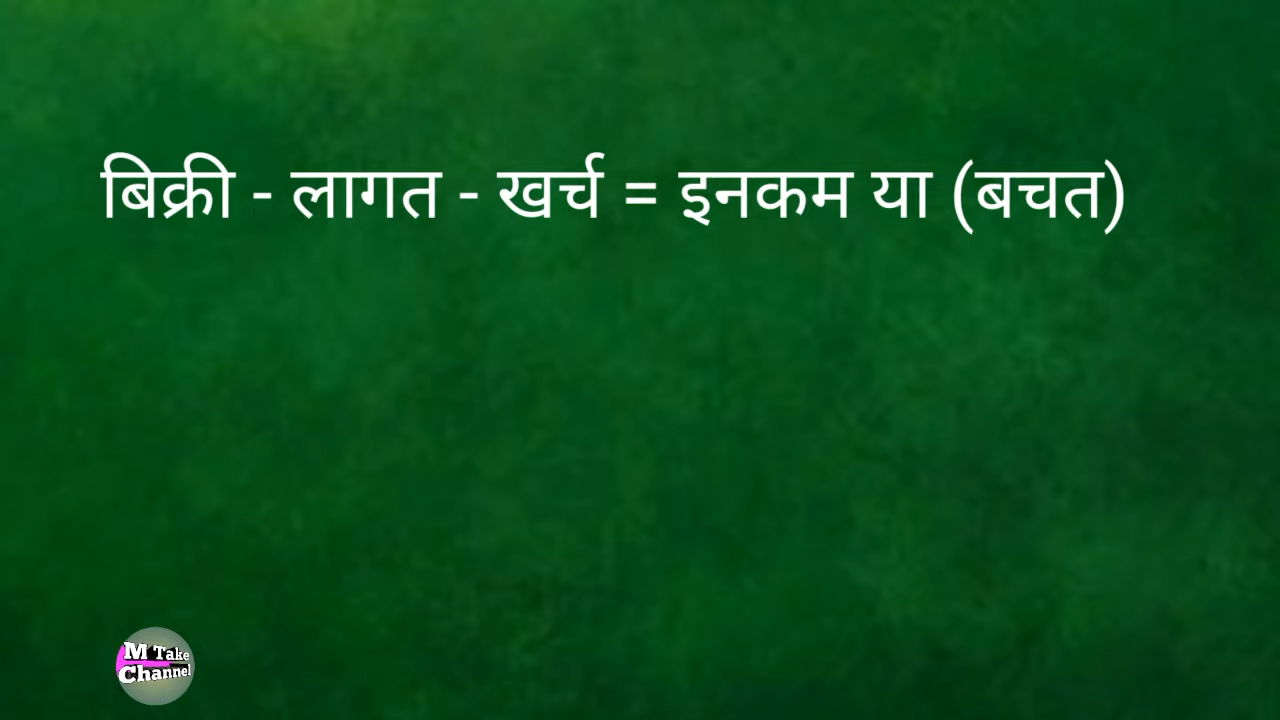 बिक्री - लागत - खर्च = इनकम या (बचत)
M Take
Channel